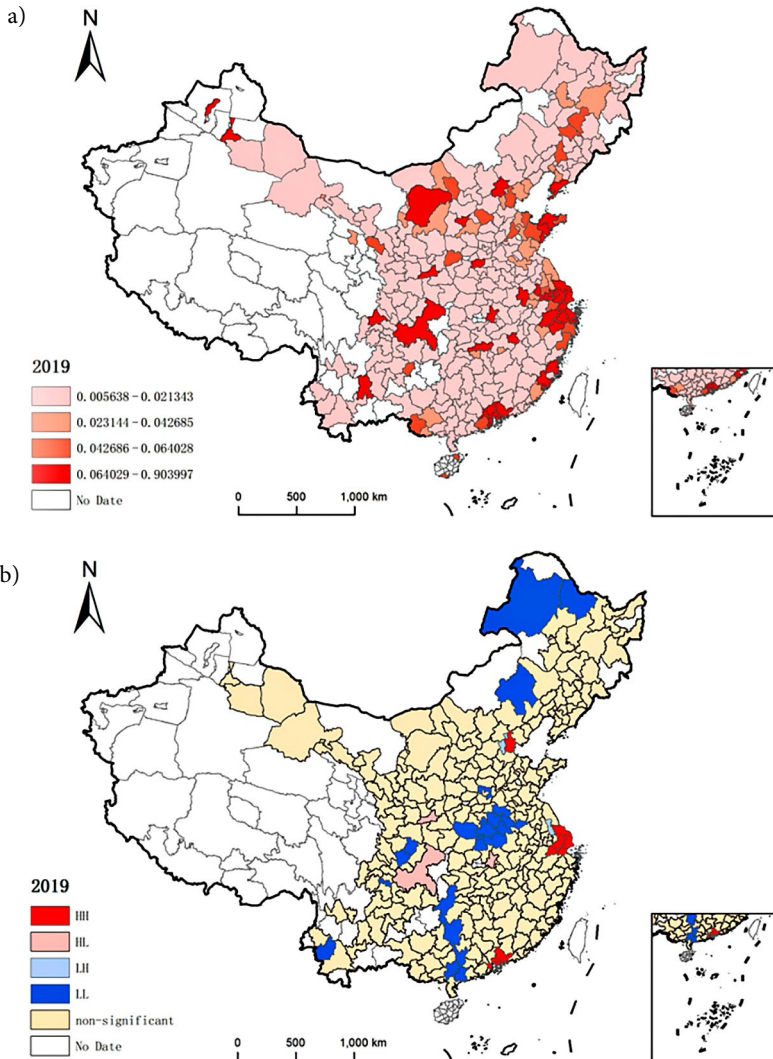 a)
N
2019
0.005638-0.021343
0.023144-0.042685
0.042686-0.064028
0.064029-0.903997
No Date
0 500 1,000 km
b)
N
2019
HH
HL
LH
LL
non-significant
No Date
0 500 1,000 km